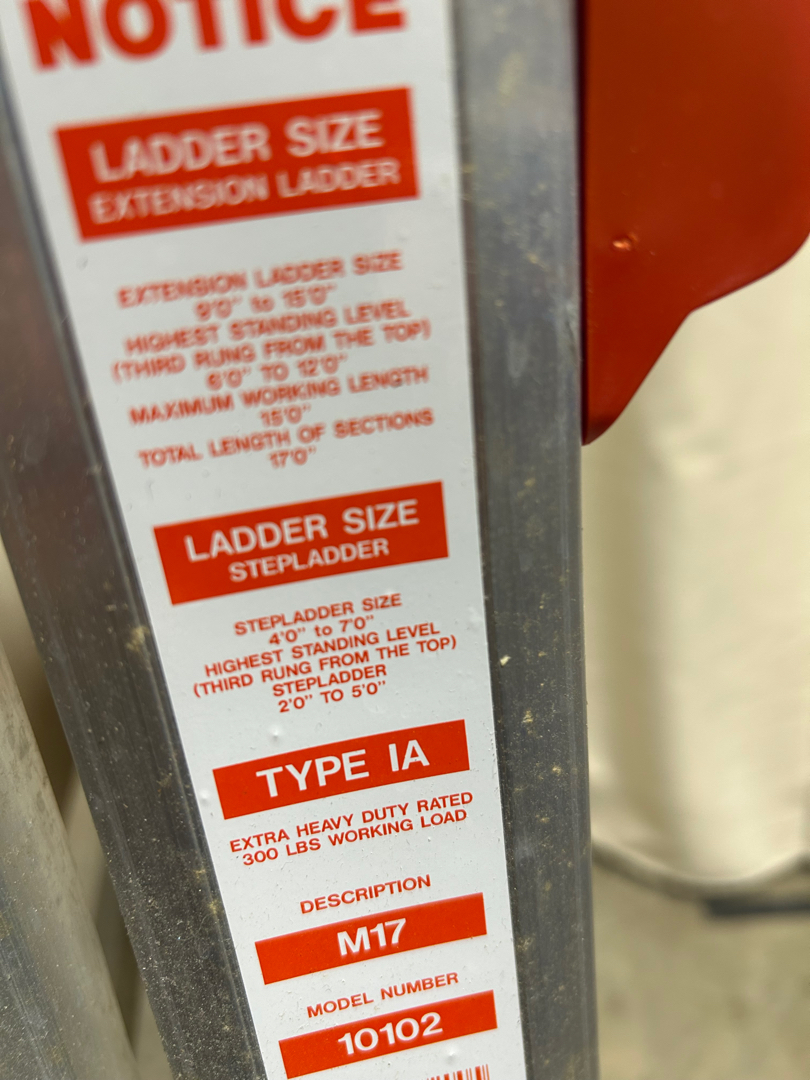 NOTICE
LADDER SIZE
EXTENSION LADDER
EXTENSION LADDER SIZE
9'0" to 15'0"
HIGHEST STANDING LEVEL
(THIRD RUNG FROM THE TOP)
6'0" TO 12'0"
MAXIMUM WORKING LENGTH
15'0"
TOTAL LENGTH OF SECTIONS
17'0"
LADDER SIZE
STEPLADDER
STEPLADDER SIZE
4'0" to 7'0"
HIGHEST STANDING LEVEL
(THIRD RUNG FROM THE TOP)
STEPLADDER
2'0" TO 5'0"
TYPE IA
EXTRA HEAVY DUTY RATED
300 LBS WORKING LOAD
DESCRIPTION
M17
MODEL NUMBER
10102